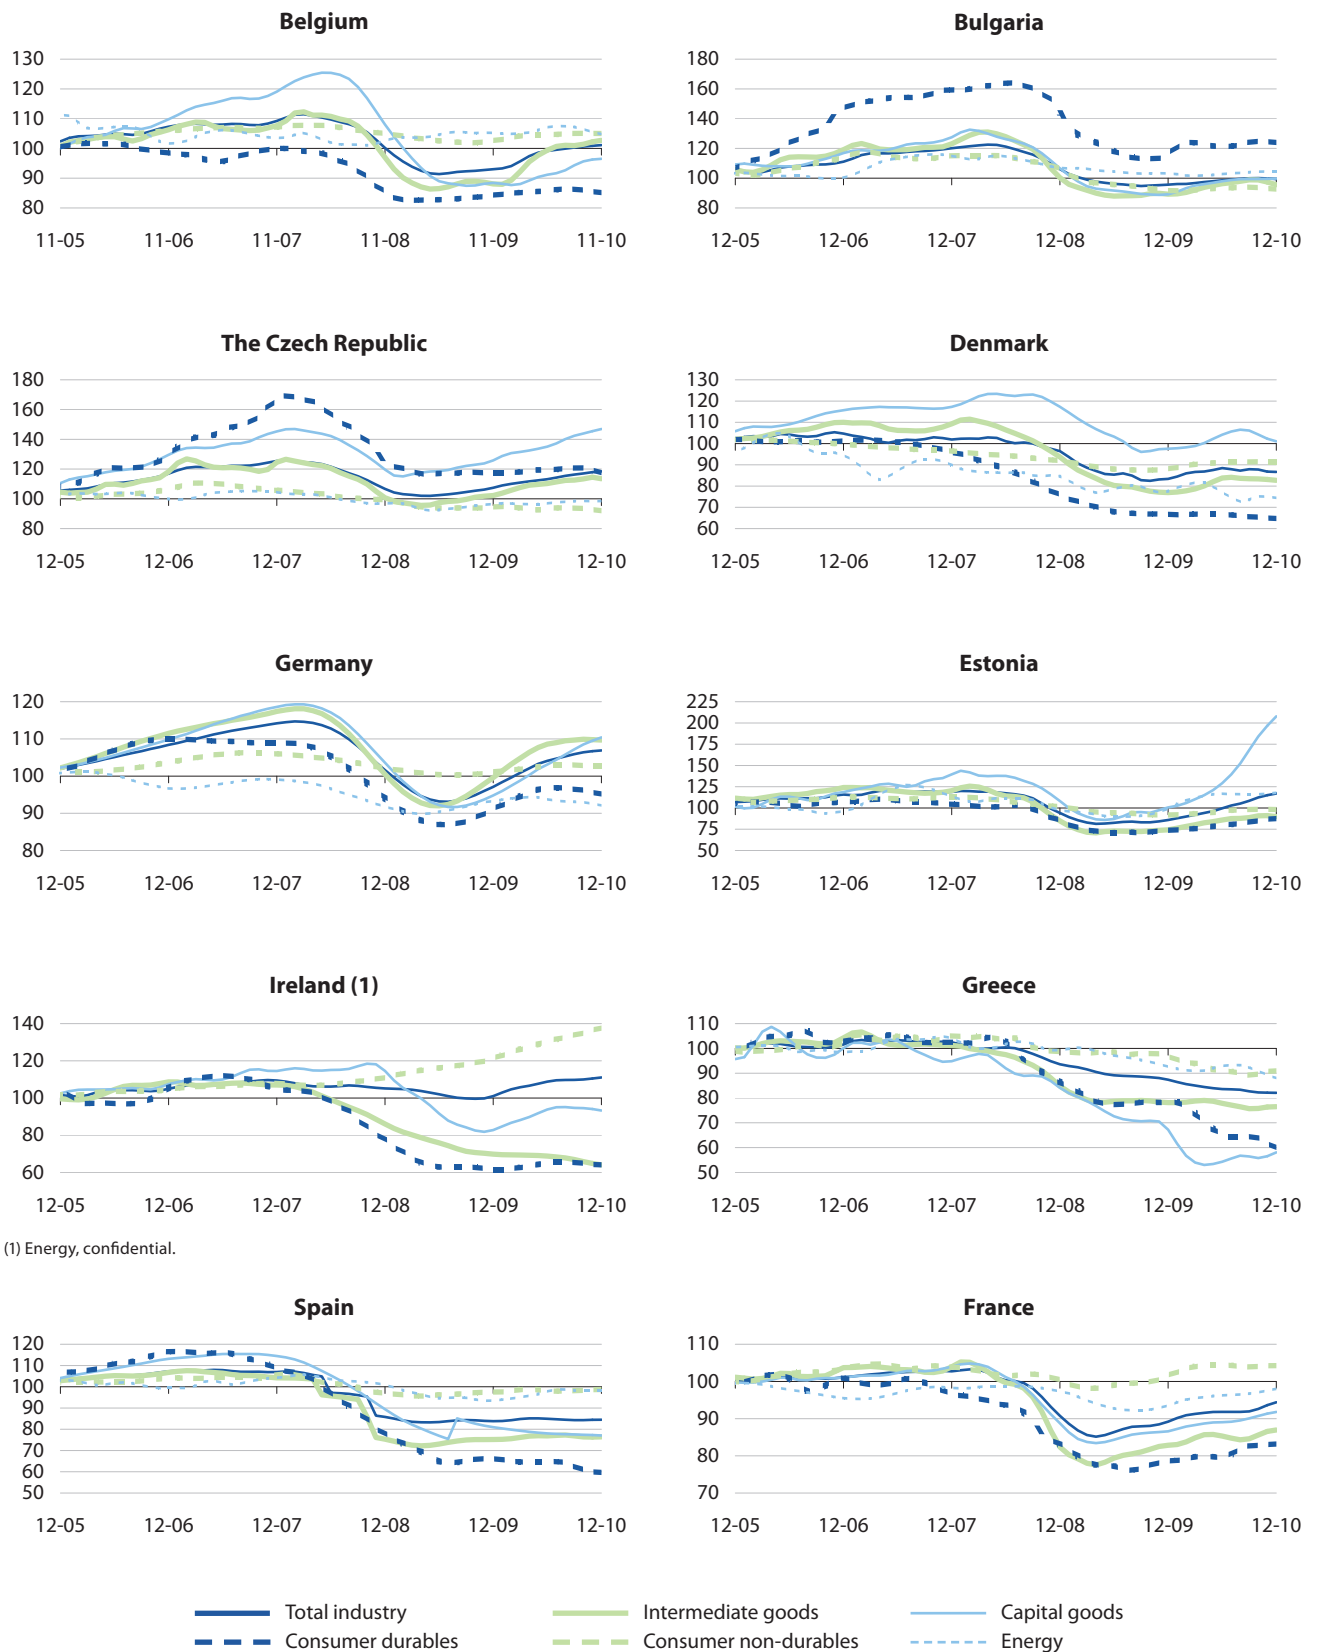 Belgium
130
120
110
100
90
80
11-05 11-06 11-07 11-08 11-09 11-10
Bulgaria
180
160
140
120
100
80
12-05 12-06 12-07 12-08 12-09 12-10
The Czech Republic
180
160
140
120
100
80
12-05 12-06 12-07 12-08 12-09 12-10
Denmark
130
120
110
100
90
80
70
60
12-05 12-06 12-07 12-08 12-09 12-10
Germany
120
110
100
90
80
12-05 12-06 12-07 12-08 12-09 12-10
Estonia
225
200
175
150
125
100
75
50
12-05 12-06 12-07 12-08 12-09 12-10
Ireland (1)
140
120
100
80
60
12-05 12-06 12-07 12-08 12-09 12-10
(1) Energy, confidential.
Greece
110
100
90
80
70
60
50
12-05 12-06 12-07 12-08 12-09 12-10
Spain
120
110
100
90
80
70
60
50
12-05 12-06 12-07 12-08 12-09 12-10
France
110
100
90
80
70
12-05 12-06 12-07 12-08 12-09 12-10
Total industry Intermediate goods Capital goods
Consumer durables Consumer non-durables Energy